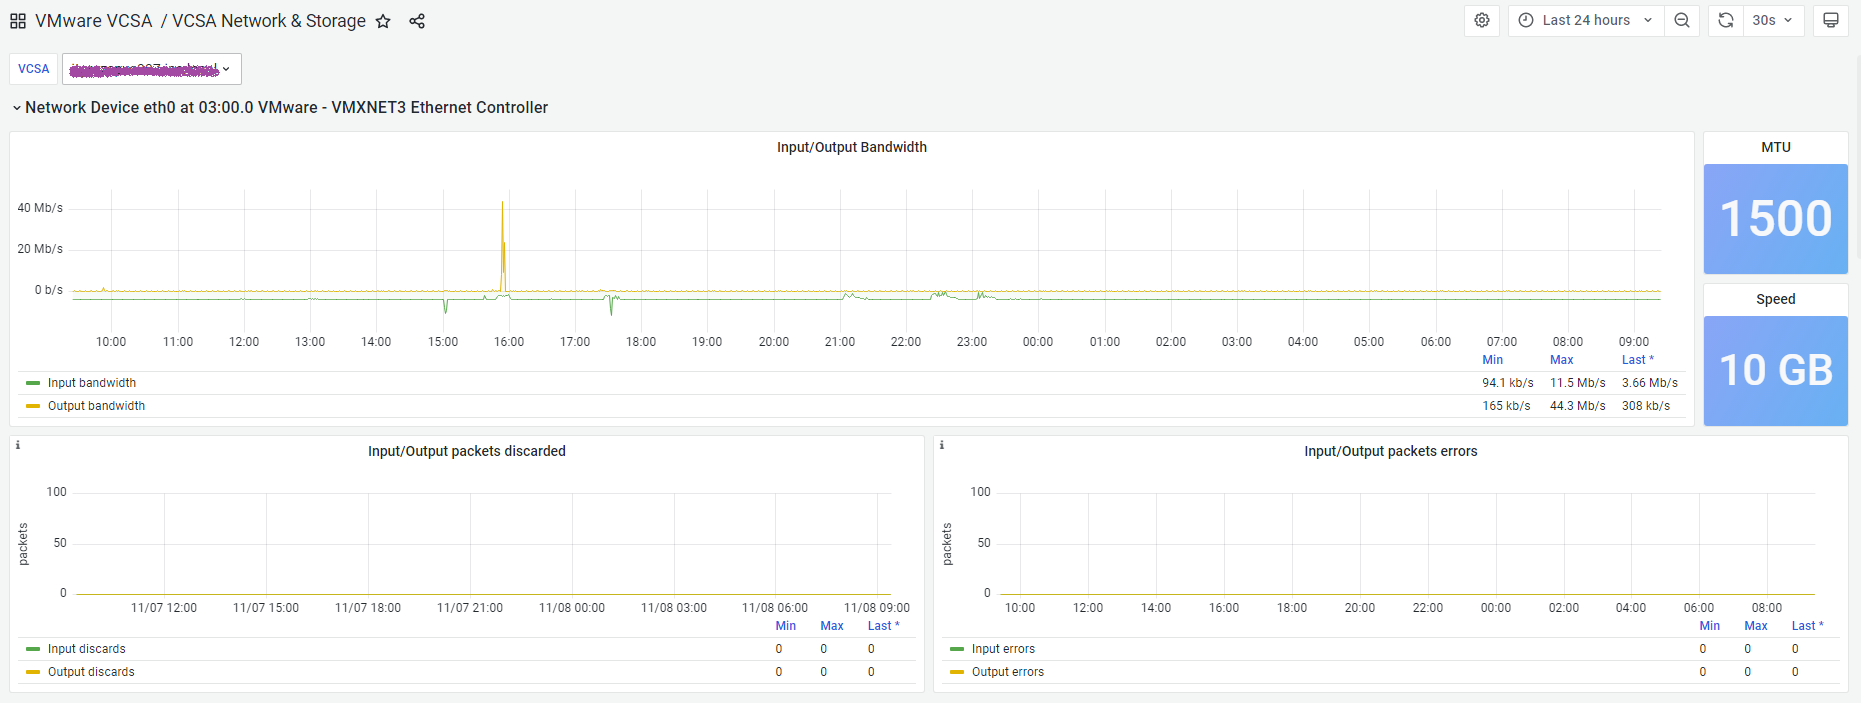 VMware VCSA / VCSA Network & Storage
Last 24 hours
30s
VCSA
Network Device eth0 at 03:00.0 VMware - VMXNET3 Ethernet Controller
Input/Output Bandwidth
40 Mb/s
20 Mb/s
0 b/s
10:00 11:00 12:00 13:00 14:00 15:00 16:00 17:00 18:00 19:00 20:00 21:00 22:00 23:00 00:00 01:00 02:00 03:00 04:00 05:00 06:00 07:00 08:00 09:00
Min Max Last *
Input bandwidth 94.1 kb/s 11.5 Mb/s 3.66 Mb/s
Output bandwidth 165 kb/s 44.3 Mb/s 308 kb/s
MTU
1500
Speed
10 GB
Input/Output packets discarded
packets
100
50
0
11/07 12:00 11/07 15:00 11/07 18:00 11/07 21:00 11/08 00:00 11/08 03:00 11/08 06:00 11/08 09:00
Min Max Last *
Input discards 0 0 0
Output discards 0 0 0
Input/Output packets errors
packets
100
50
0
10:00 12:00 14:00 16:00 18:00 20:00 22:00 00:00 02:00 04:00 06:00 08:00
Min Max Last *
Input errors 0 0 0
Output errors 0 0 0